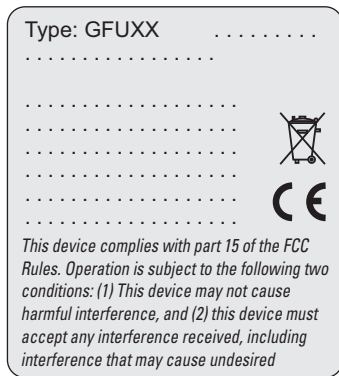 Type: GFUXX . . . . . . . . .
. . . . . . . . . . . . . . . . .
. . . . . . . . . . . . . . . . . . .
. . . . . . . . . . . . . . . . . . .
. . . . . . . . . . . . . . . . . . .
. . . . . . . . . . . . . . . . . . .
. . . . . . . . . . . . . . . . . . .
. . . . . . . . . . . . . . . . . . .
CE
This device complies with part 15 of the FCC
Rules. Operation is subject to the following two
conditions: (1) This device may not cause
harmful interference, and (2) this device must
accept any interference received, including
interference that may cause undesired